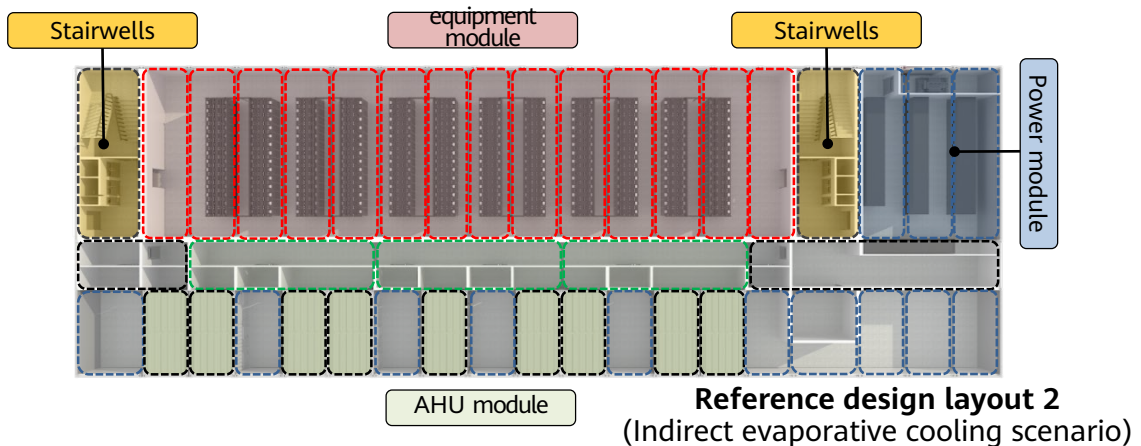 Stairwells
equipment
module
Stairwells
Power module
AHU module
Reference design layout 2
(Indirect evaporative cooling scenario)